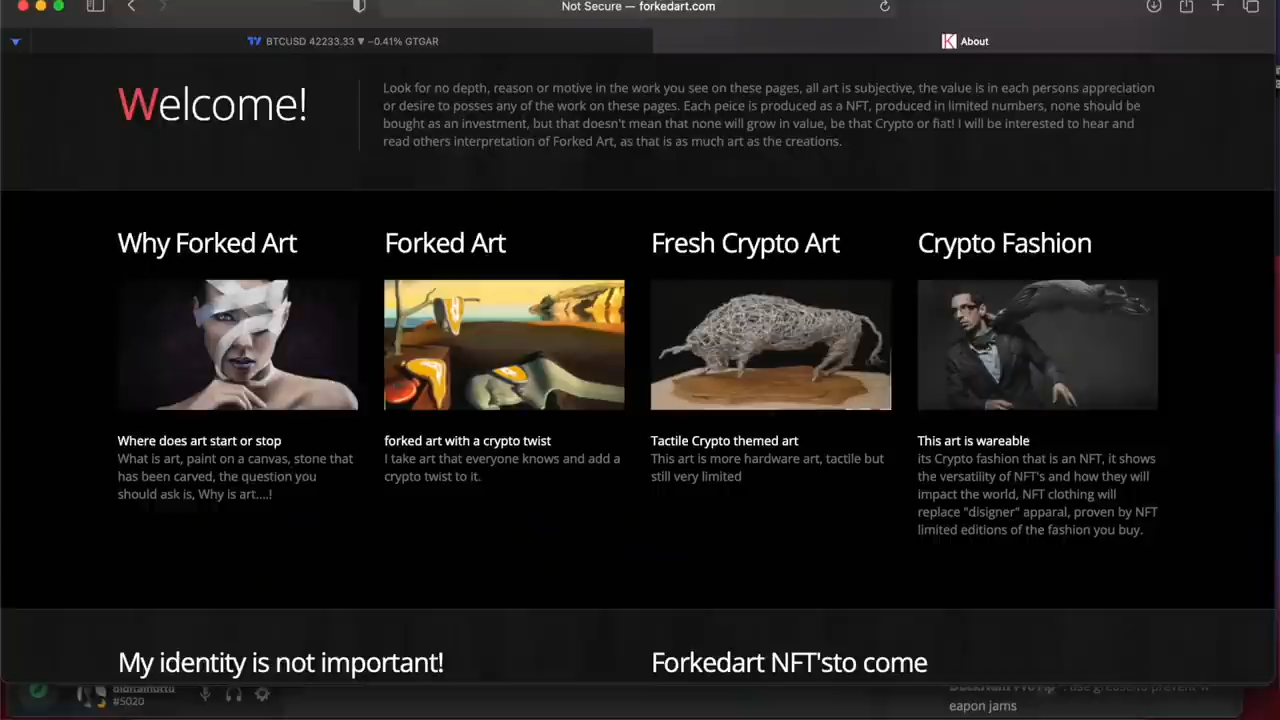 Not Secure — forkedart.com
BTCUSD 42233.33 ▼ −0.41% GTGAR
About
Welcome!
Look for no depth, reason or motive in the work you see on these pages, all art is subjective, the value is in each persons appreciation
or desire to posses any of the work on these pages. Each peice is produced as a NFT, produced in limited numbers, none should be
bought as an investment, but that doesn't mean that none will grow in value, be that Crypto or fiat! I will be interested to hear and
read others interpretation of Forked Art, as that is as much art as the creations.
Why Forked Art
Forked Art
Fresh Crypto Art
Crypto Fashion
Where does art start or stop
What is art, paint on a canvas, stone that
has been carved, the question you
should ask is, Why is art....!
forked art with a crypto twist
I take art that everyone knows and add a
crypto twist to it.
Tactile Crypto themed art
This art is more hardware art, tactile but
still very limited
This art is wareable
its Crypto fashion that is an NFT, it shows
the versatility of NFT's and how they will
impact the world, NFT clothing will
replace "disigner" apparal, proven by NFT
limited editions of the fashion you buy.
My identity is not important!
Forkedart NFT'sto come
#5020
eapon jams